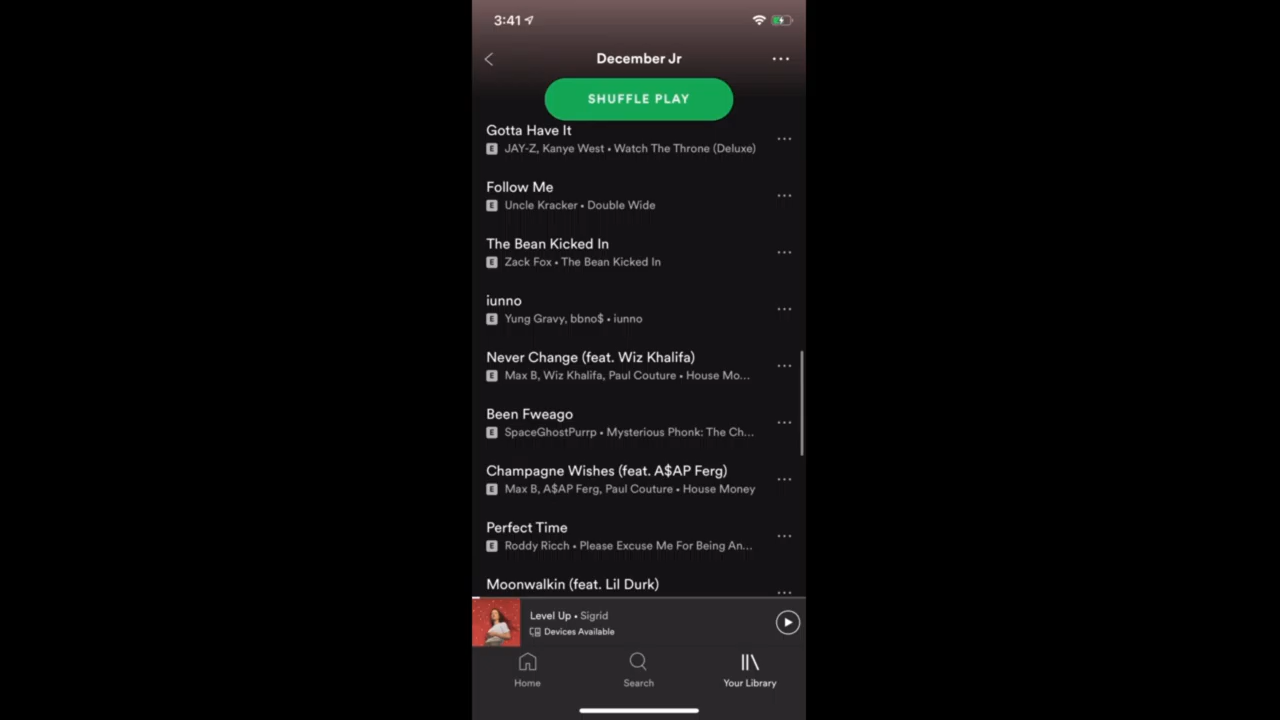 3:41
December Jr
SHUFFLE PLAY
Gotta Have It
E JAY-Z, Kanye West • Watch The Throne (Deluxe)
Follow Me
E Uncle Kracker • Double Wide
The Bean Kicked In
E Zack Fox • The Bean Kicked In
iunno
E Yung Gravy, bbno$ • iunno
Never Change (feat. Wiz Khalifa)
E Max B, Wiz Khalifa, Paul Couture • House Mo...
Been Fweago
E SpaceGhostPurrp • Mysterious Phonk: The Ch...
Champagne Wishes (feat. A$AP Ferg)
E Max B, A$AP Ferg, Paul Couture • House Money
Perfect Time
E Roddy Ricch • Please Excuse Me For Being An...
Moonwalkin (feat. Lil Durk)
Level Up • Sigrid
Devices Available
Home Search Your Library